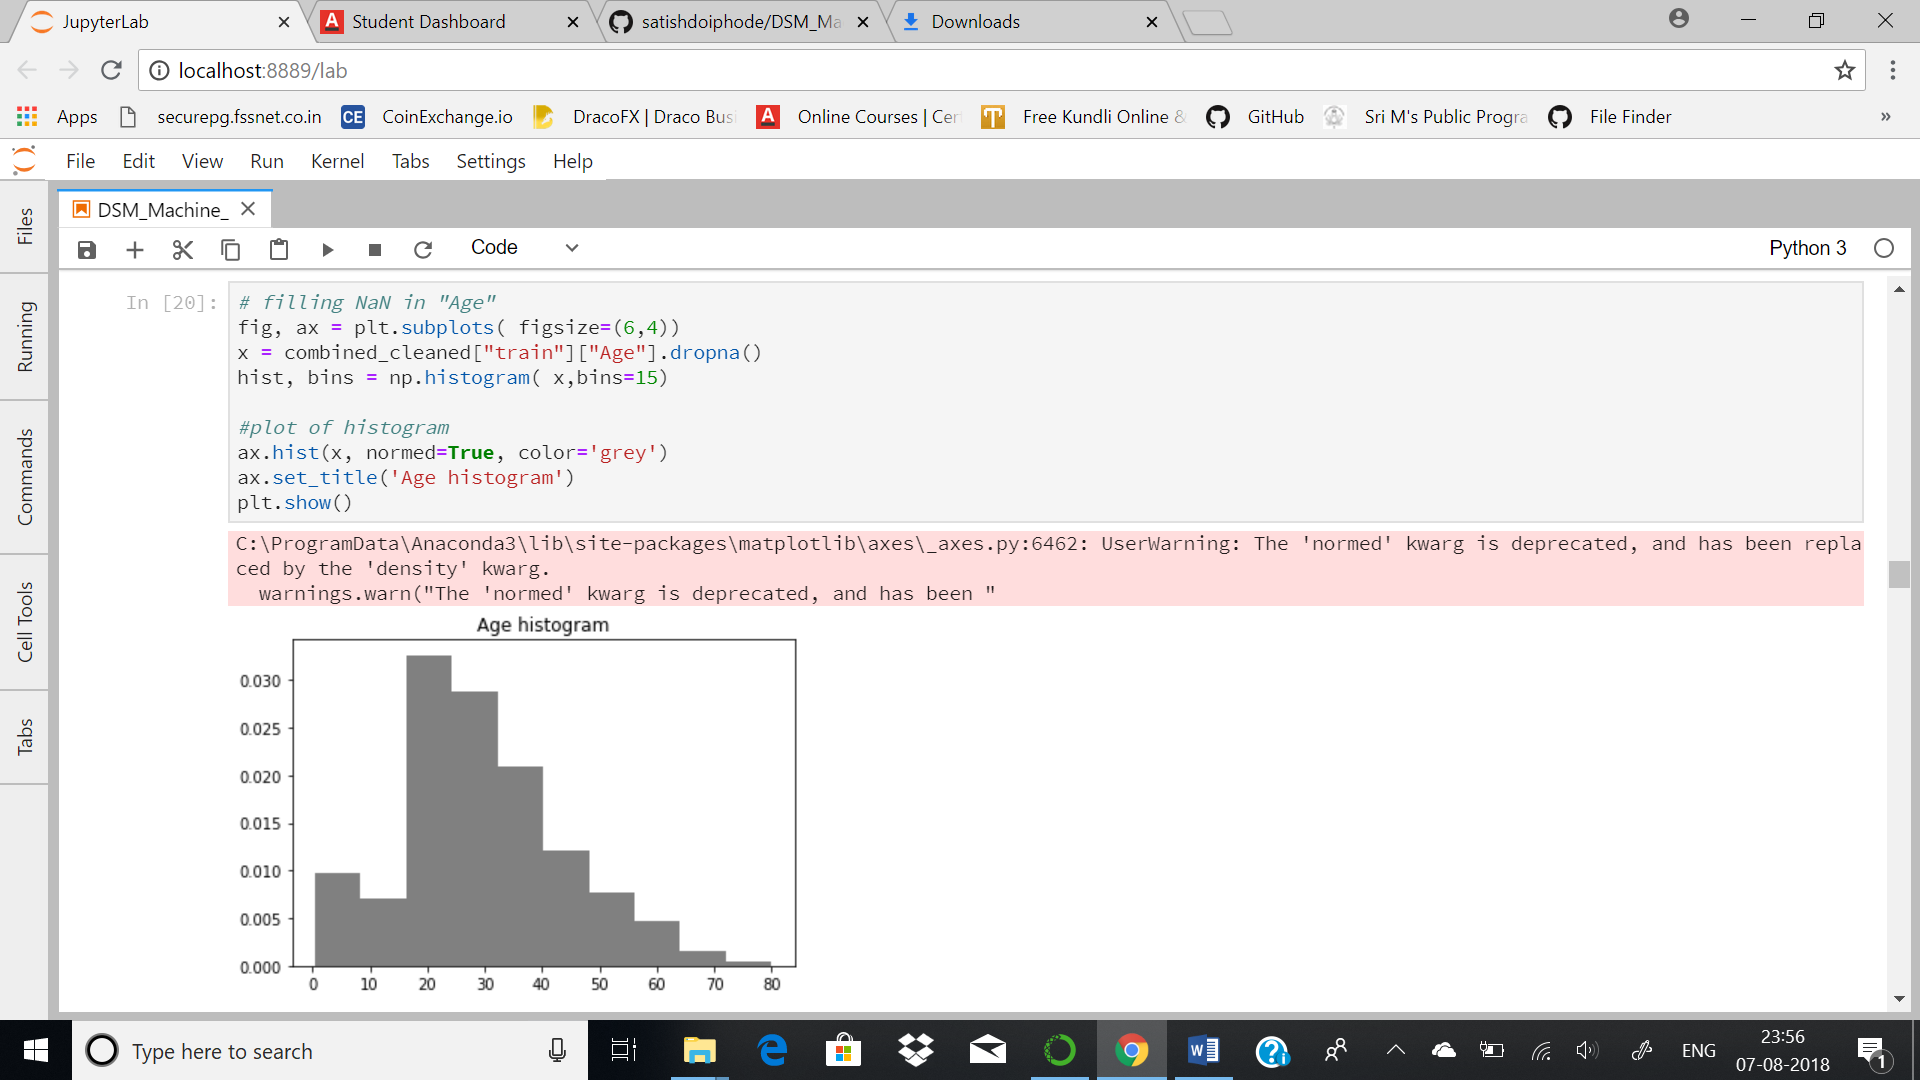 JupyterLab
Student Dashboard
satishdoiphode/DSM_Ma
Downloads
localhost:8889/lab
Apps
securepg.fssnet.co.in
CE
CoinExchange.io
DracoFX | Draco Busi
A
Online Courses | Cer
T
Free Kundli Online &
GitHub
Sri M's Public Progra
File Finder
»
File Edit View Run Kernel Tabs Settings Help
DSM_Machine_
Code
Python 3
Files
Running
Commands
Cell Tools
Tabs
In [20]:
# filling NaN in "Age"
fig, ax = plt.subplots( figsize=(6,4))
x = combined_cleaned["train"]["Age"].dropna()
hist, bins = np.histogram( x,bins=15)
#plot of histogram
ax.hist(x, normed=True, color='grey')
ax.set_title('Age histogram')
plt.show()
C:\ProgramData\Anaconda3\lib\site-packages\matplotlib\axes\_axes.py:6462: UserWarning: The 'normed' kwarg is deprecated, and has been repla
ced by the 'density' kwarg.
warnings.warn("The 'normed' kwarg is deprecated, and has been "
Age histogram
0.030
0.025
0.020
0.015
0.010
0.005
0.000
0 10 20 30 40 50 60 70 80
Type here to search
ENG
23:56
07-08-2018
1